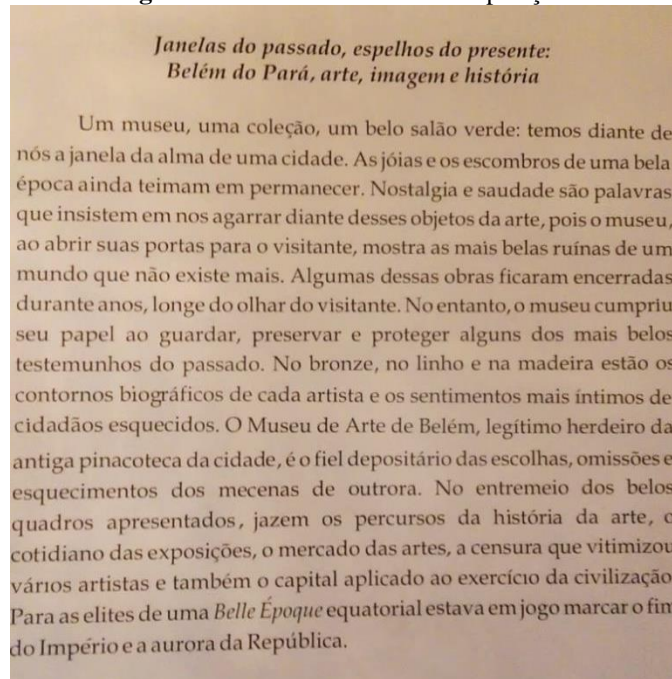 Janelas do passado, espelhos do presente:
Belém do Pará, arte, imagem e história
Um museu, uma coleção, um belo salão verde: temos diante de
nós a janela da alma de uma cidade. As jóias e os escombros de uma bela
época ainda teimam em permanecer. Nostalgia e saudade são palavras
que insistem em nos agarrar diante desses objetos da arte, pois o museu,
ao abrir suas portas para o visitante, mostra as mais belas ruínas de um
mundo que não existe mais. Algumas dessas obras ficaram encerradas
durante anos, longe do olhar do visitante. No entanto, o museu cumpriu
seu papel ao guardar, preservar e proteger alguns dos mais belos
testemunhos do passado. No bronze, no linho e na madeira estão os
contornos biográficos de cada artista e os sentimentos mais íntimos de
cidadãos esquecidos. O Museu de Arte de Belém, legítimo herdeiro da
antiga pinacoteca da cidade, é o fiel depositário das escolhas, omissões e
esquecimentos dos mecenas de outrora. No entremeio dos belos
quadros apresentados, jazem os percursos da história da arte, o
cotidiano das exposições, o mercado das artes, a censura que vitimizou
vários artistas e também o capital aplicado ao exercício da civilização
Para as elites de uma Belle Époque equatorial estava em jogo marcar o fim
do Império e a aurora da República.